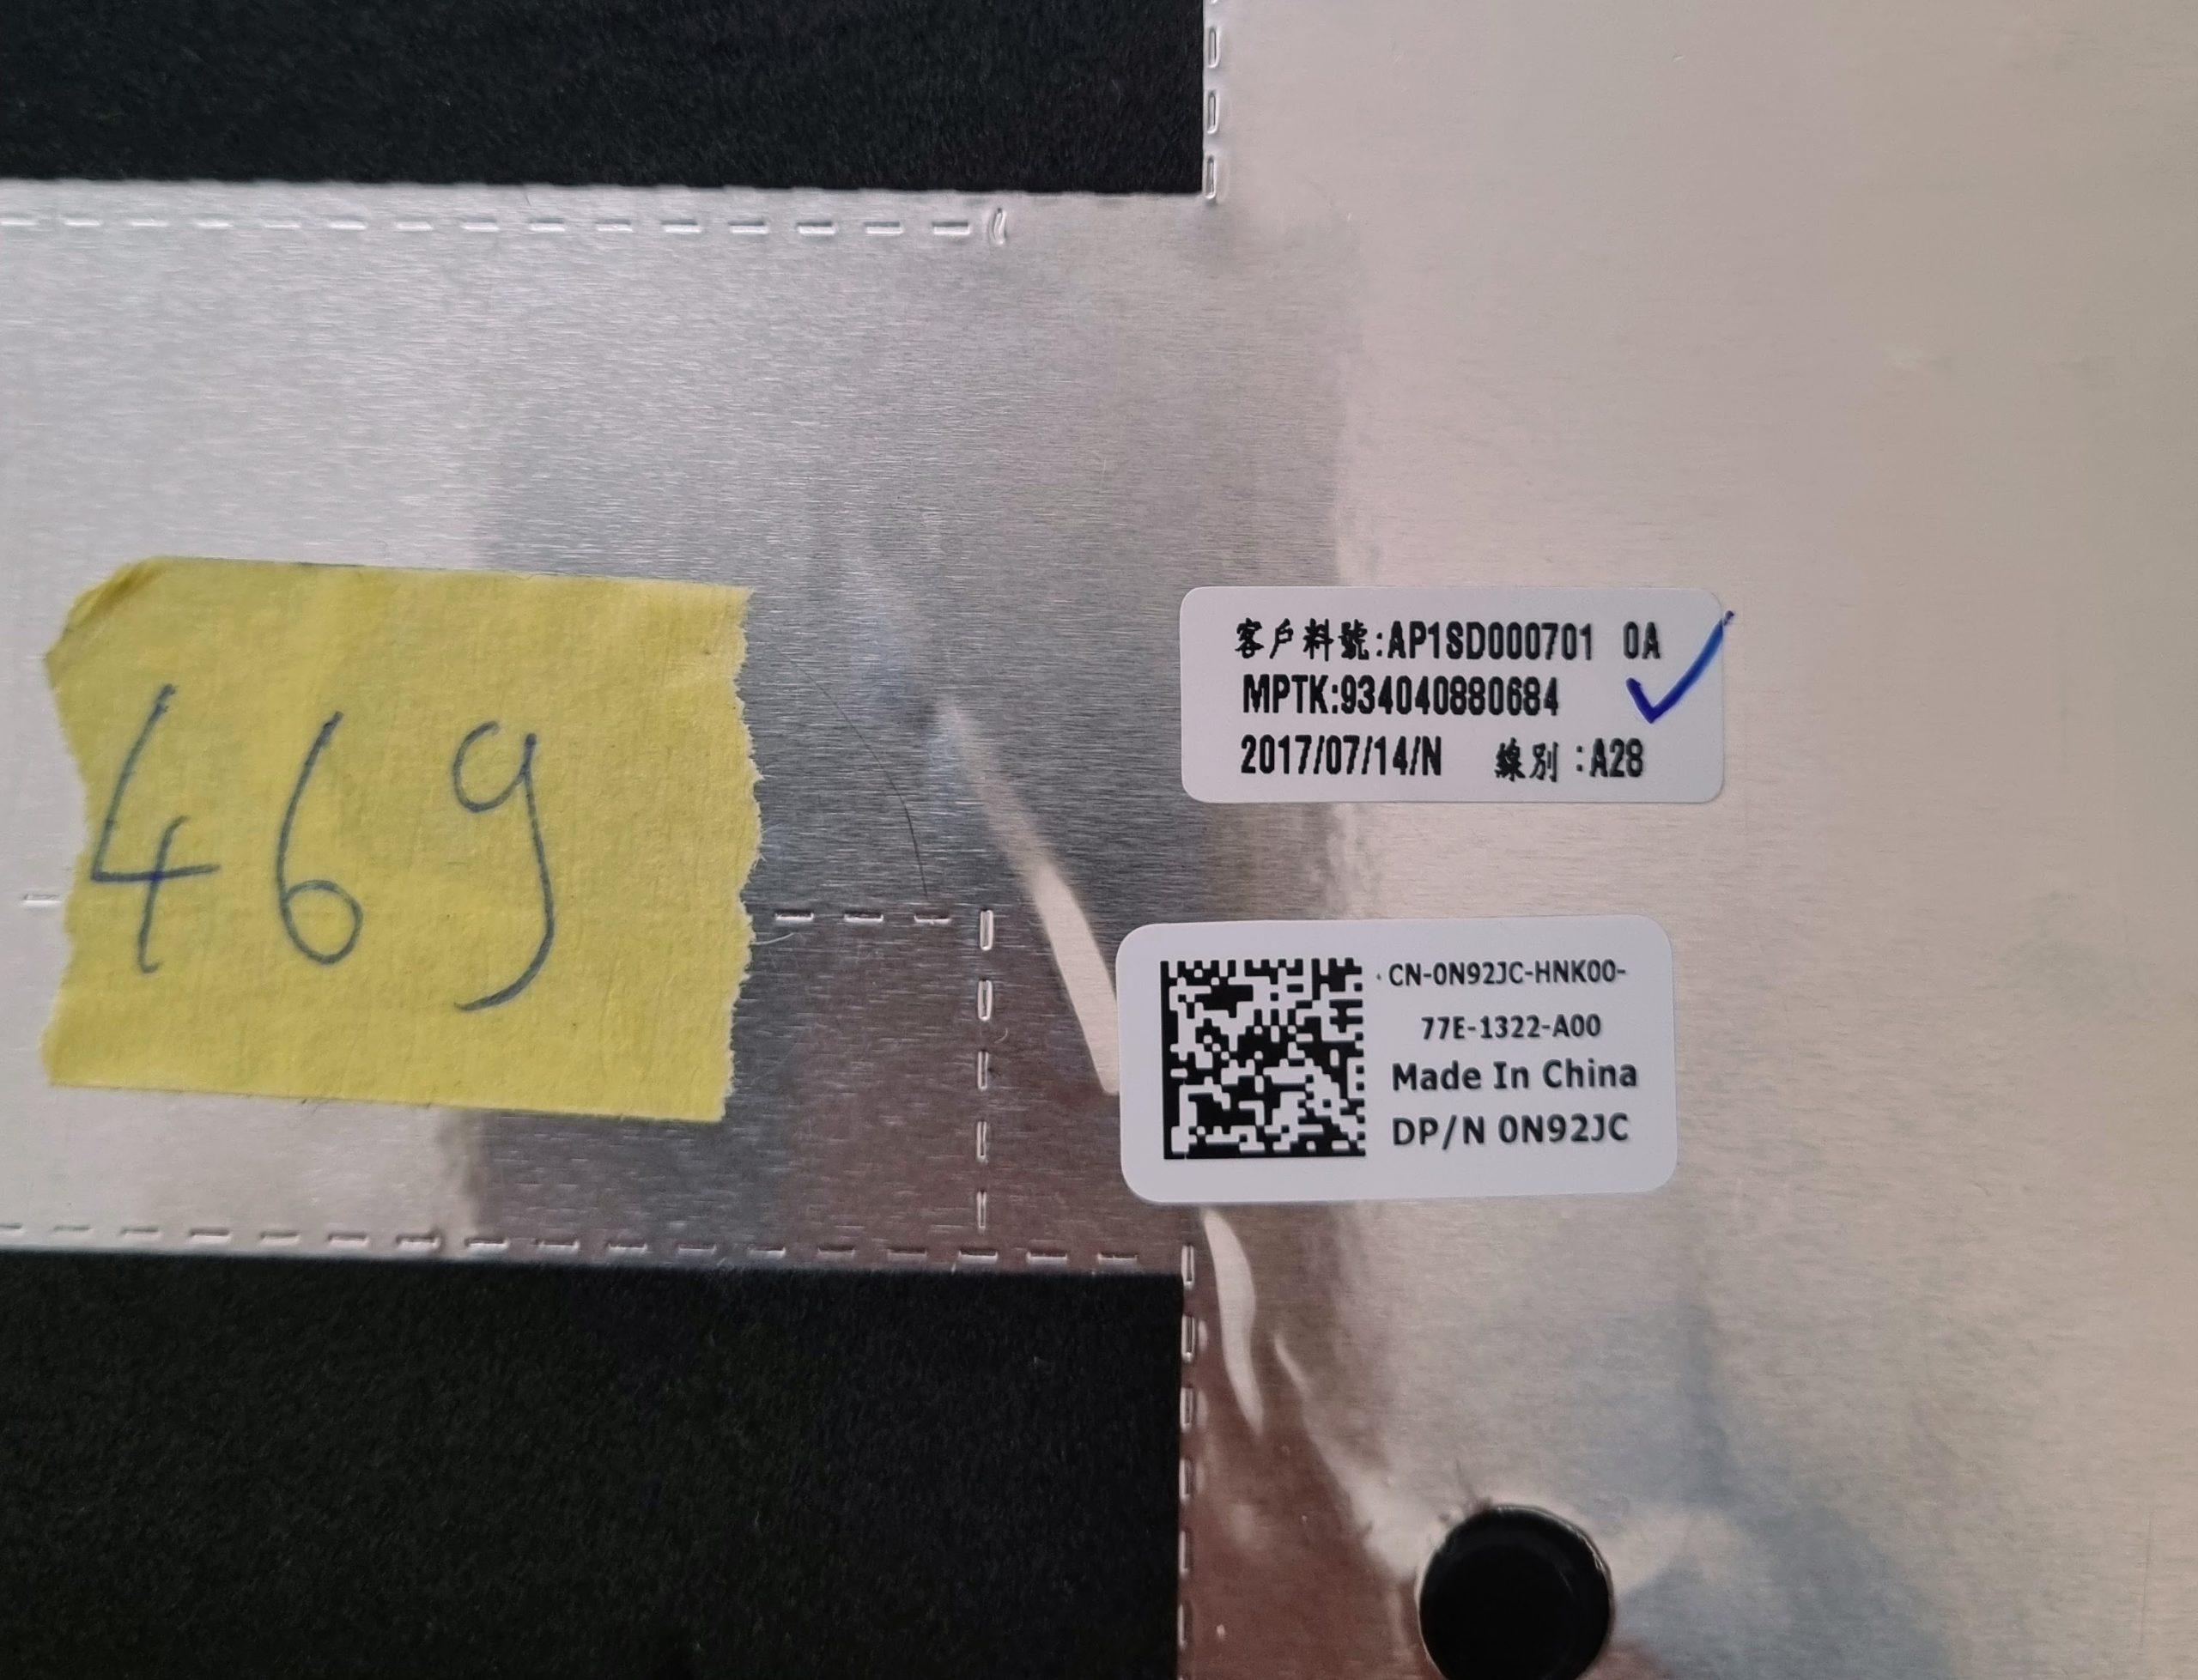 469
客戶料號:AP1SD000701 0A
MPTK:934040880684
2017/07/14/N 線別:A28
CN-0N92JC-HNK00-
77E-1322-A00
Made In China
DP/N 0N92JC